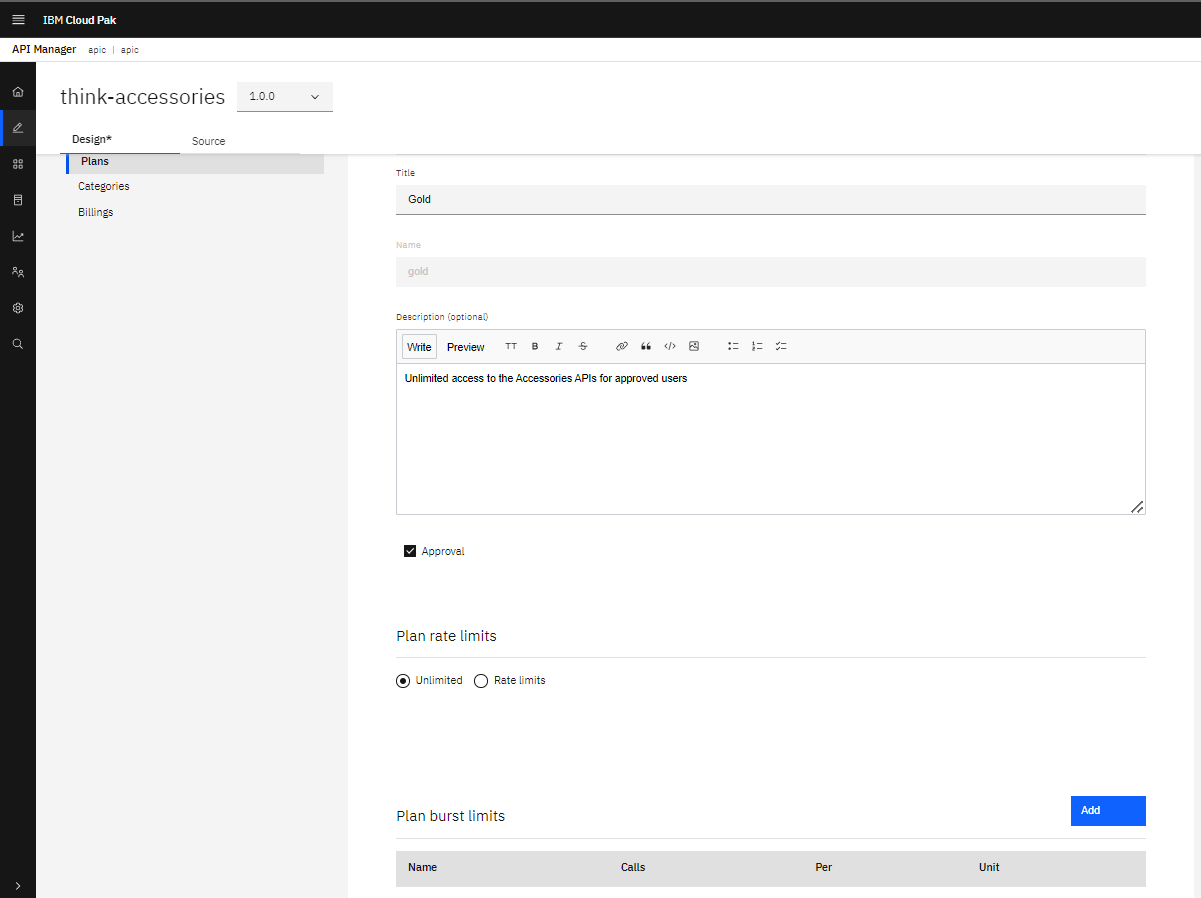 IBM Cloud Pak
API Manager apic | apic
think-accessories 1.0.0
Design* Source
Plans
Categories
Billings
Title
Gold
Name
gold
Description (optional)
Write Preview TT B I S
Unlimited access to the Accessories APIs for approved users
Approval
Plan rate limits
Unlimited Rate limits
Plan burst limits Add
Name Calls Per Unit